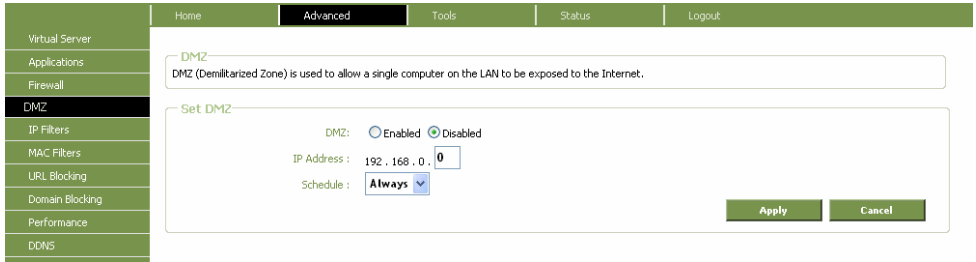 Home Advanced Tools Status Logout
Virtual Server
Applications
Firewall
DMZ
IP Filters
MAC Filters
URL Blocking
Domain Blocking
Performance
DDNS
DMZ
DMZ (Demilitarized Zone) is used to allow a single computer on the LAN to be exposed to the Internet.
Set DMZ
DMZ: Enabled Disabled
IP Address : 192 . 168 . 0 . 0
Schedule : Always
Apply Cancel